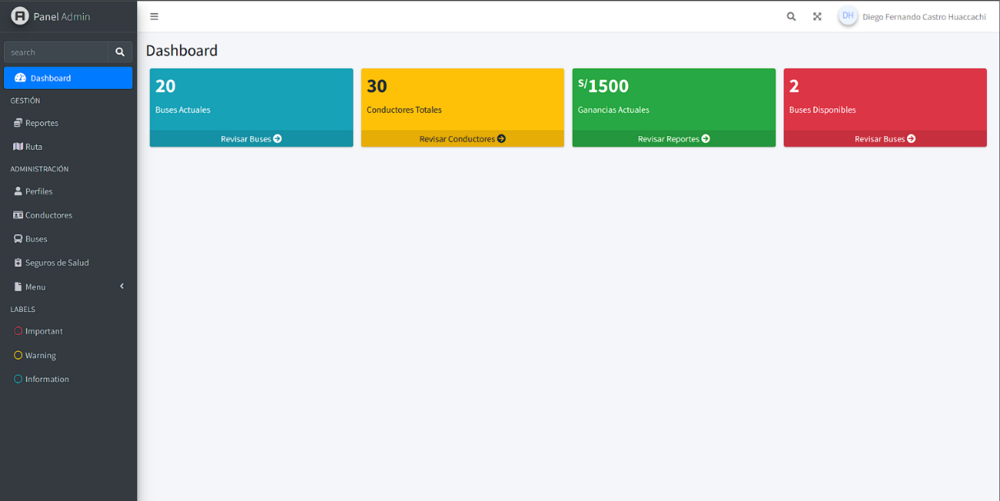 Panel Admin
search
Dashboard
GESTIÓN
Reportes
Ruta
ADMINISTRACIÓN
Perfiles
Conductores
Buses
Seguros de Salud
Menu
LABELS
Important
Warning
Information
DH Diego Fernando Castro Huaccachi
Dashboard
20
Buses Actuales
Revisar Buses
30
Conductores Totales
Revisar Conductores
S/1500
Ganancias Actuales
Revisar Reportes
2
Buses Disponibles
Revisar Buses